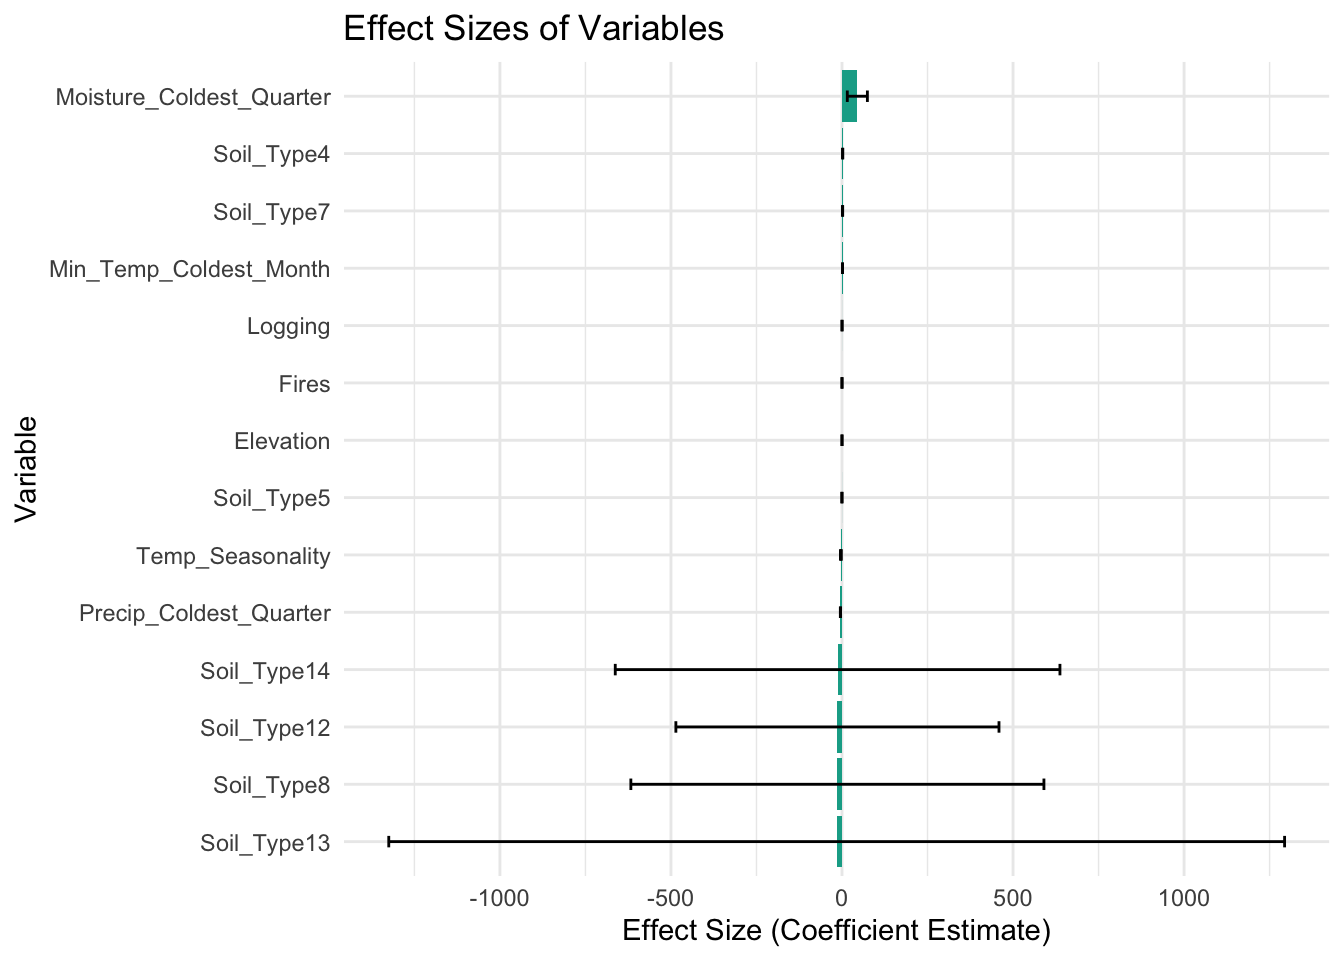 Effect Sizes of Variables
Variable
Moisture_Coldest_Quarter
Soil_Type4
Soil_Type7
Min_Temp_Coldest_Month
Logging
Fires
Elevation
Soil_Type5
Temp_Seasonality
Precip_Coldest_Quarter
Soil_Type14
Soil_Type12
Soil_Type8
Soil_Type13
-1000 -500 0 500 1000
Effect Size (Coefficient Estimate)